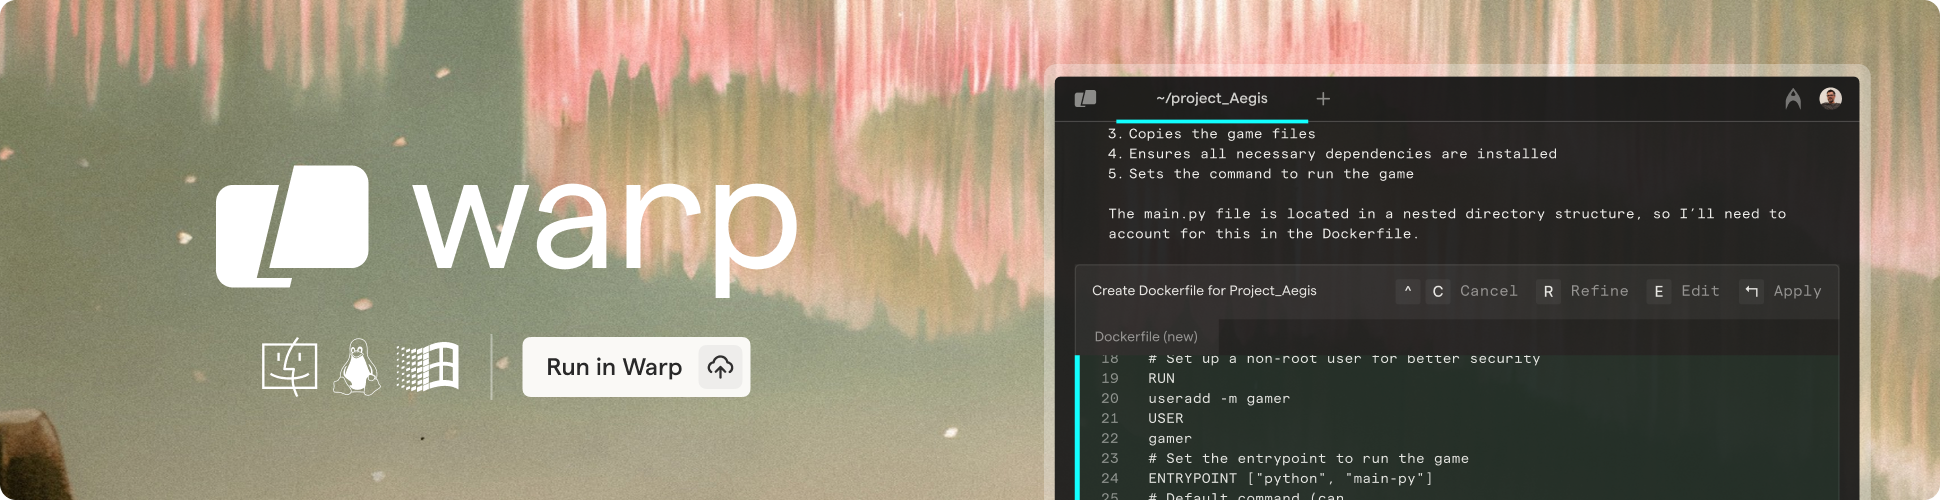 warp
Run in Warp
~/project_Aegis
3. Copies the game files
4. Ensures all necessary dependencies are installed
5. Sets the command to run the game
The main.py file is located in a nested directory structure, so I'll need to
account for this in the Dockerfile.
Create Dockerfile for Project_Aegis
^ C Cancel R Refine E Edit Apply
Dockerfile (new)
18 # Set up a non-root user for better security
19 RUN
20 useradd -m gamer
21 USER
22 gamer
23 # Set the entrypoint to run the game
24 ENTRYPOINT ["python", "main-py"]
25 # Default command (can